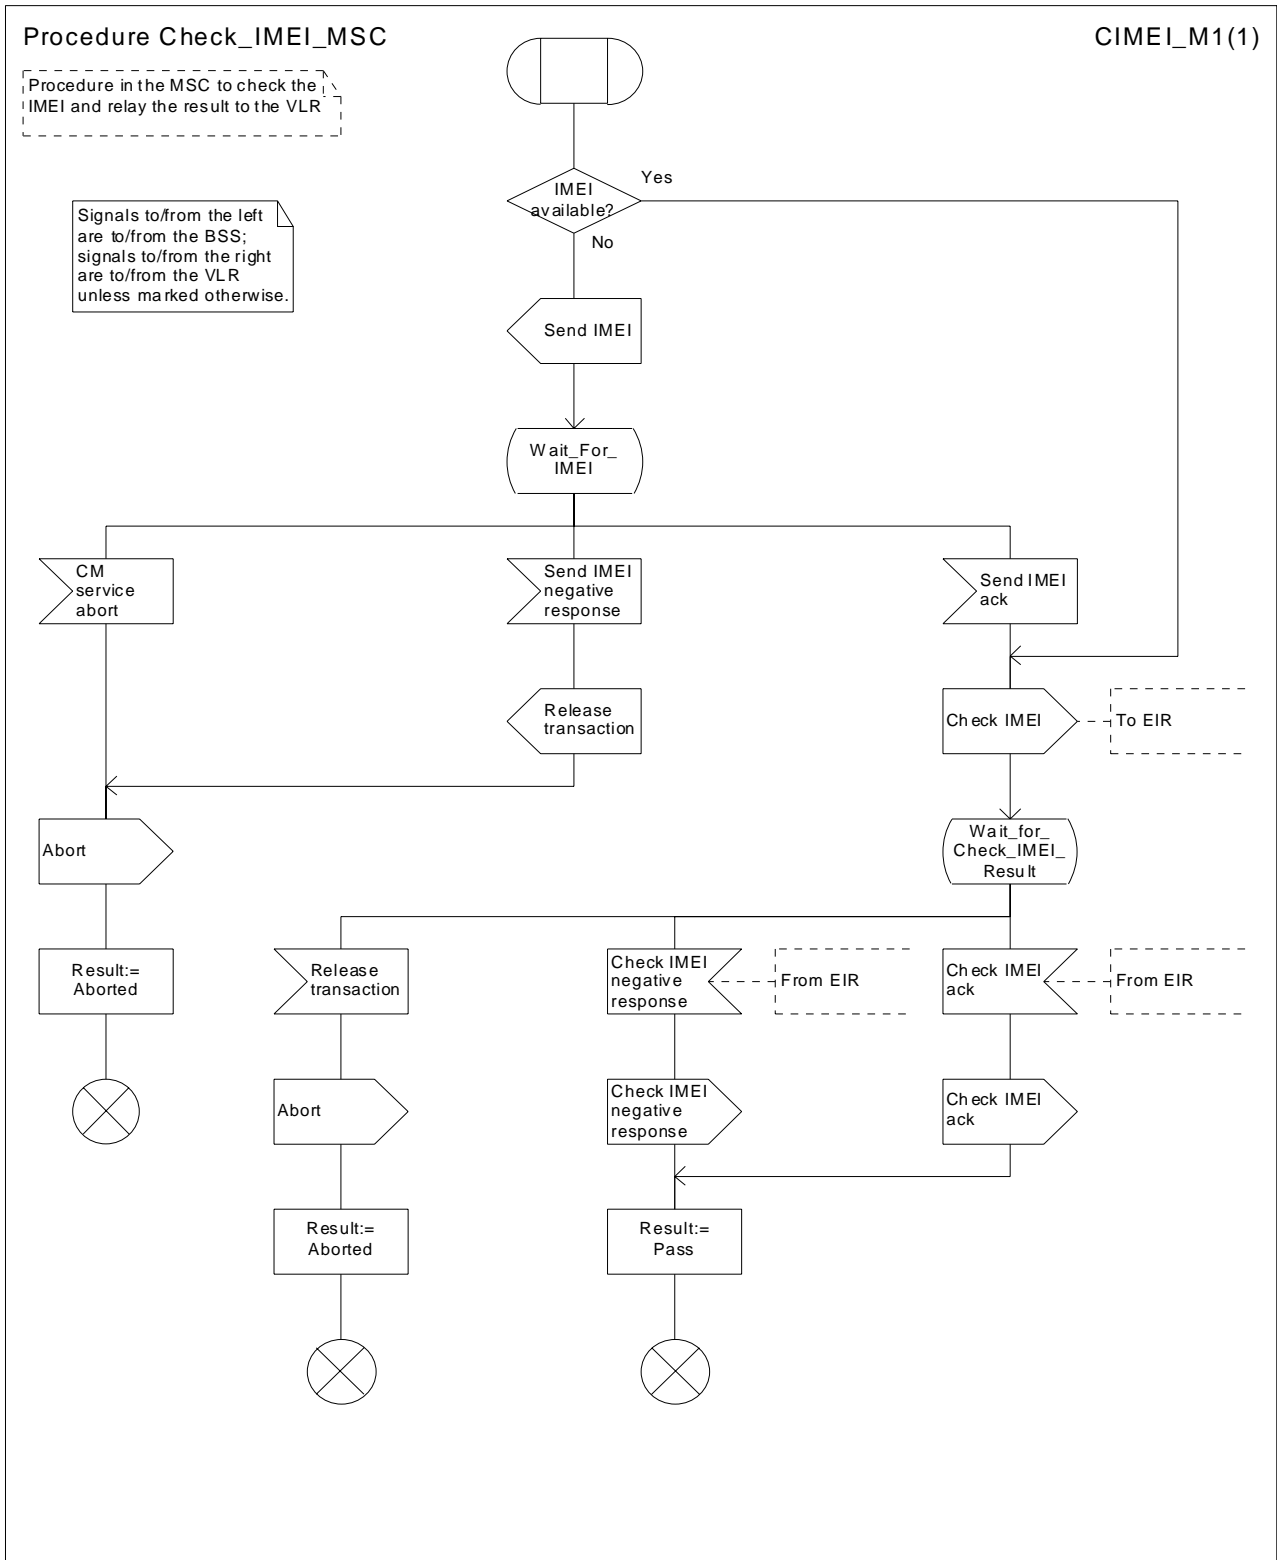 Procedure Check_IMEI_MSC
CIMEI_M1(1)
Procedure in the MSC to check the
IMEI and relay the result to the VLR
Signals to/from the left
are to/from the BSS;
signals to/from the right
are to/from the VLR
unless marked otherwise.
IMEI
available?
Yes
No
Send IMEI
Wait_For_
IMEI
CM
service
abort
Send IMEI
negative
response
Send IMEI
ack
Release
transaction
Check IMEI
To EIR
Abort
Wait_for_
Check_IMEI_
Result
Result:=
Aborted
Release
transaction
Check IMEI
negative
response
From EIR
Check IMEI
ack
From EIR
Abort
Check IMEI
negative
response
Check IMEI
ack
Result:=
Aborted
Result:=
Pass